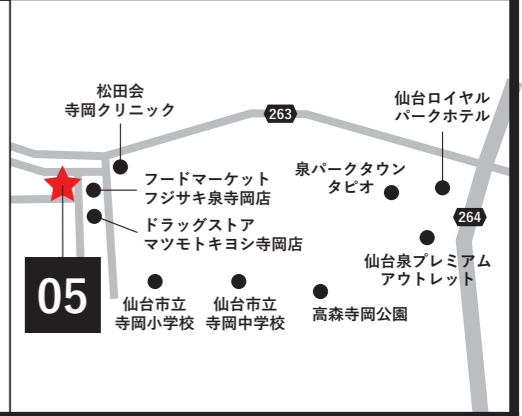 松田会
寺岡クリニック
263
仙台ロイヤル
パークホテル
フードマーケット
フジサキ泉寺岡店
泉パークタウン
タピオ
ドラッグストア
マツモトキヨシ寺岡店
264
仙台泉プレミアム
アウトレット
05
仙台市立
寺岡小学校
仙台市立
寺岡中学校
高森寺岡公園